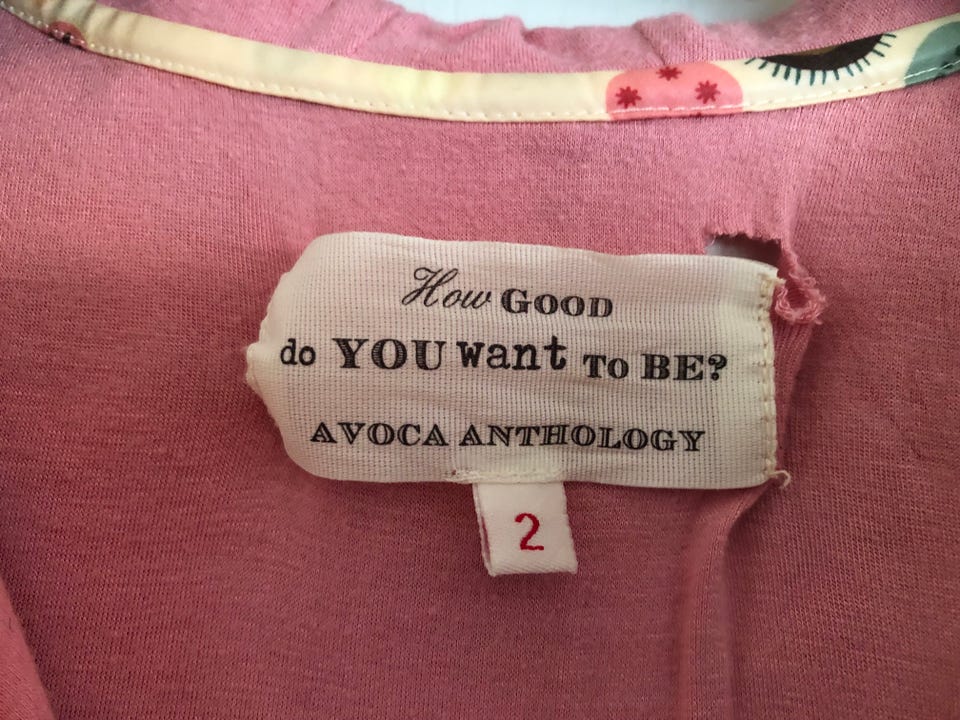 How GOOD
do YOU want To BE?
AVOCA ANTHOLOGY
2